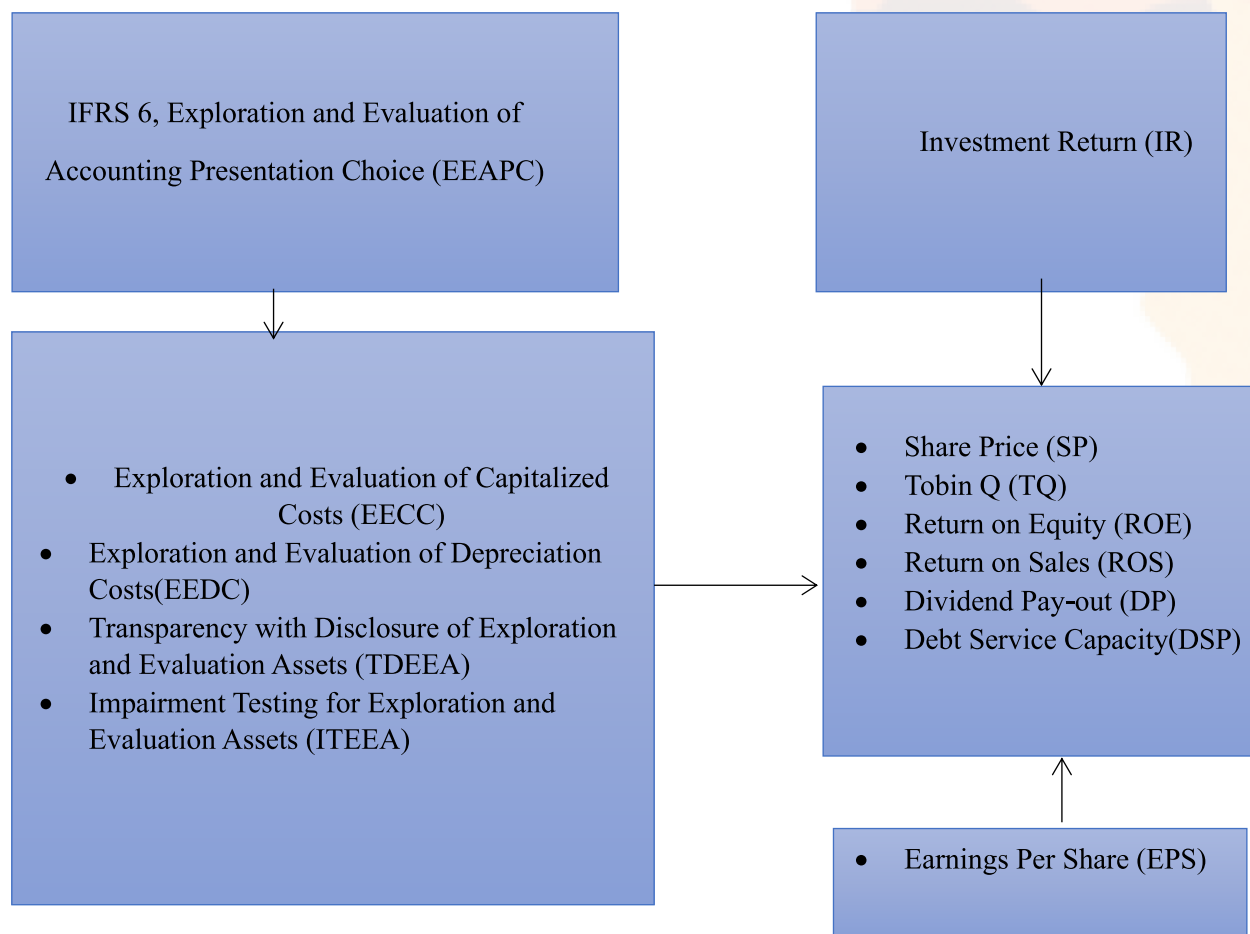 IFRS 6, Exploration and Evaluation of
Accounting Presentation Choice (EEAPC)
Investment Return (IR)
• Exploration and Evaluation of Capitalized
Costs (EECC)
• Exploration and Evaluation of Depreciation
Costs(EEDC)
• Transparency with Disclosure of Exploration
and Evaluation Assets (TDEEA)
• Impairment Testing for Exploration and
Evaluation Assets (ITEEA)
• Share Price (SP)
• Tobin Q (TQ)
• Return on Equity (ROE)
• Return on Sales (ROS)
• Dividend Pay-out (DP)
• Debt Service Capacity(DSP)
• Earnings Per Share (EPS)